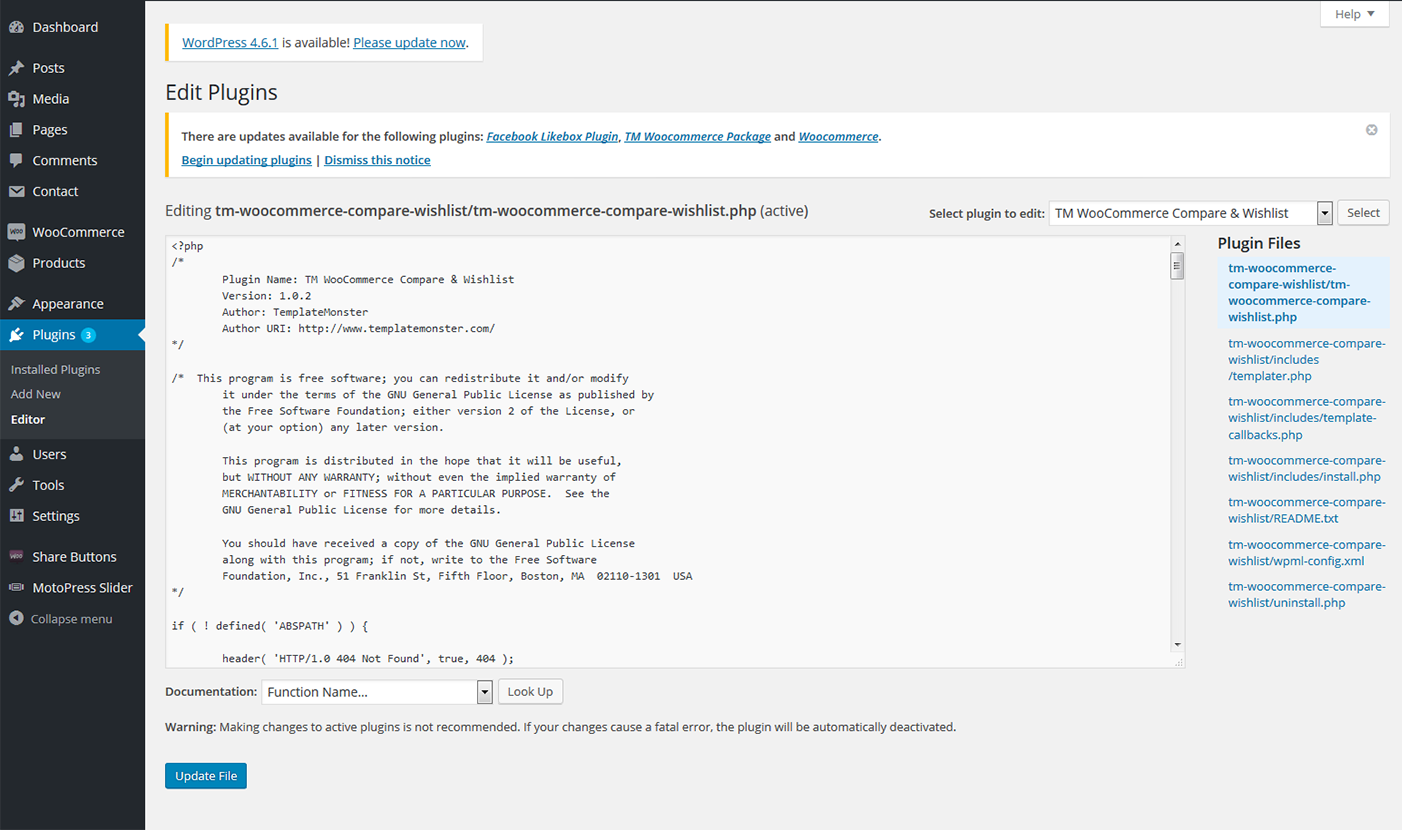 Help
Dashboard
Posts
Media
Pages
Comments
Contact
WooCommerce
Products
Appearance
Plugins 3
Installed Plugins
Add New
Editor
Users
Tools
Settings
Share Buttons
MotoPress Slider
Collapse menu
WordPress 4.6.1 is available! Please update now.
Edit Plugins
There are updates available for the following plugins: Facebook Likebox Plugin, TM Woocommerce Package and Woocommerce.
Begin updating plugins | Dismiss this notice
Editing tm-woocommerce-compare-wishlist/tm-woocommerce-compare-wishlist.php (active)
Select plugin to edit: TM WooCommerce Compare & Wishlist Select
<?php
/*
Plugin Name: TM WooCommerce Compare & Wishlist
Version: 1.0.2
Author: TemplateMonster
Author URI: http://www.templatemonster.com/
*/
/* This program is free software; you can redistribute it and/or modify
it under the terms of the GNU General Public License as published by
the Free Software Foundation; either version 2 of the License, or
(at your option) any later version.
This program is distributed in the hope that it will be useful,
but WITHOUT ANY WARRANTY; without even the implied warranty of
MERCHANTABILITY or FITNESS FOR A PARTICULAR PURPOSE. See the
GNU General Public License for more details.
You should have received a copy of the GNU General Public License
along with this program; if not, write to the Free Software
Foundation, Inc., 51 Franklin St, Fifth Floor, Boston, MA 02110-1301 USA
*/
if ( ! defined( 'ABSPATH' ) ) {
header( 'HTTP/1.0 404 Not Found', true, 404 );
Plugin Files
tm-woocommerce-
compare-wishlist/tm-
woocommerce-compare-
wishlist.php
tm-woocommerce-compare-
wishlist/includes
/templater.php
tm-woocommerce-compare-
wishlist/includes/template-
callbacks.php
tm-woocommerce-compare-
wishlist/includes/install.php
tm-woocommerce-compare-
wishlist/README.txt
tm-woocommerce-compare-
wishlist/wpml-config.xml
tm-woocommerce-compare-
wishlist/uninstall.php
Documentation: Function Name... Look Up
Warning: Making changes to active plugins is not recommended. If your changes cause a fatal error, the plugin will be automatically deactivated.
Update File